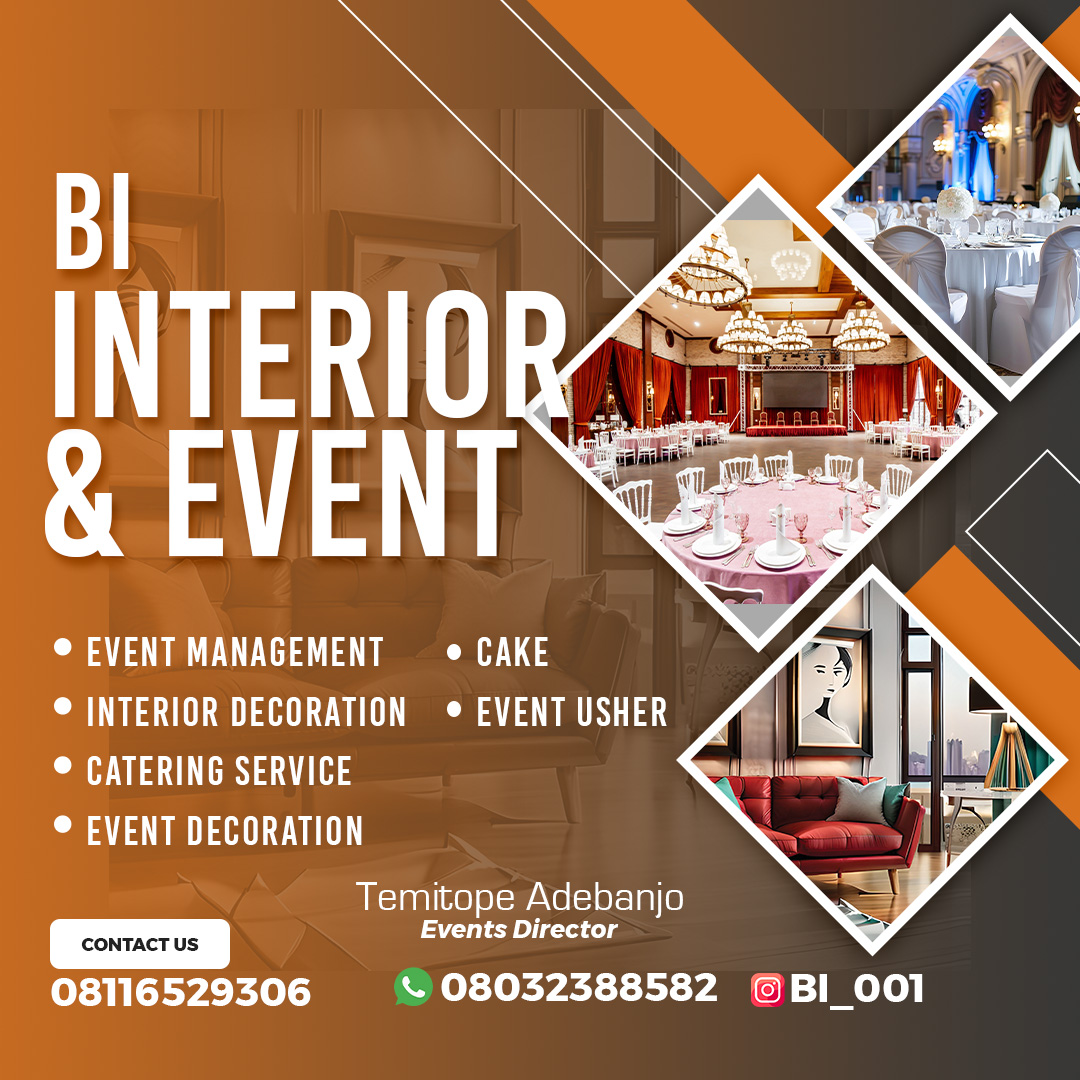 BI
INTERIOR
& EVENT
• EVENT MANAGEMENT
• INTERIOR DECORATION
• CATERING SERVICE
• EVENT DECORATION
• CAKE
• EVENT USHER
Temitope Adebanjo
Events Director
CONTACT US
08116529306
08032388582
BI_001